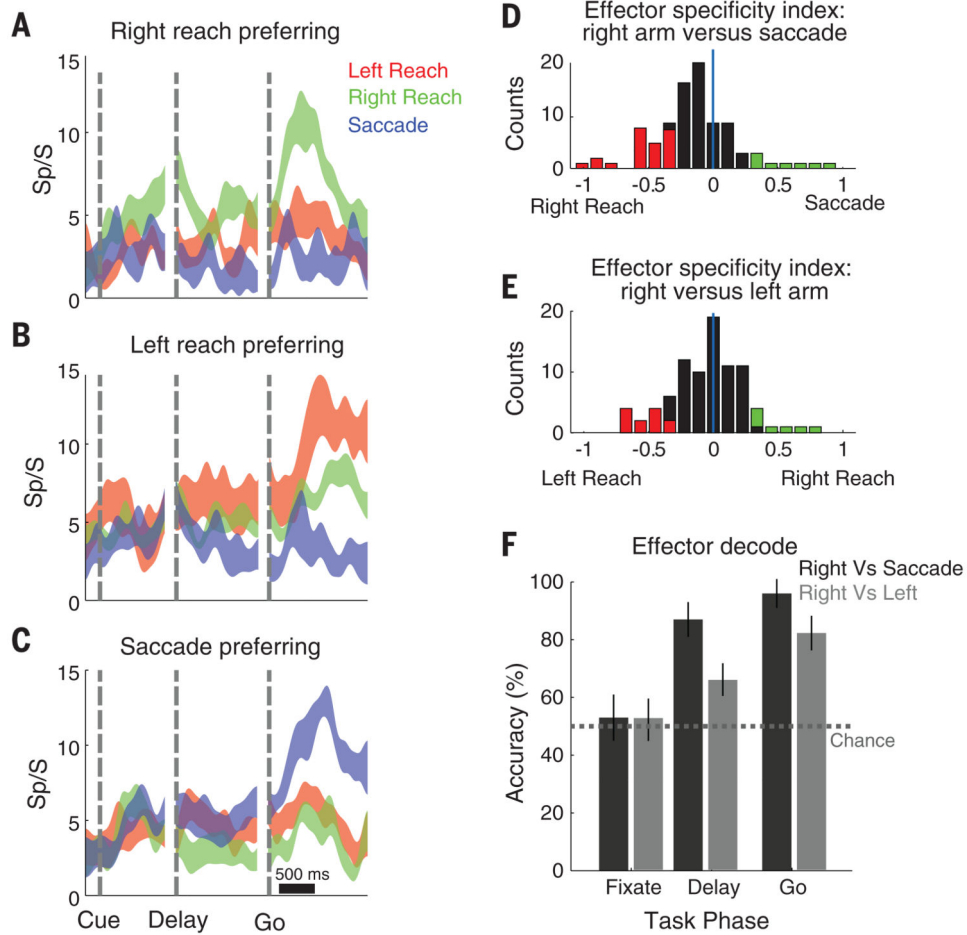 A
Right reach preferring
15
10
5
0
Sp/S
Left Reach
Right Reach
Saccade
B
Left reach preferring
15
10
5
0
Sp/S
C
Saccade preferring
15
10
5
0
Sp/S
500 ms
Cue
Delay
Go
D
Effector specificity index:
right arm versus saccade
20
10
0
Counts
-1
-0.5
0
0.5
1
Right Reach
Saccade
E
Effector specificity index:
right versus left arm
20
10
0
Counts
-1
-0.5
0
0.5
1
Left Reach
Right Reach
F
Effector decode
Right Vs Saccade
Right Vs Left
100
80
60
40
20
0
Accuracy (%)
Chance
Fixate
Delay
Go
Task Phase